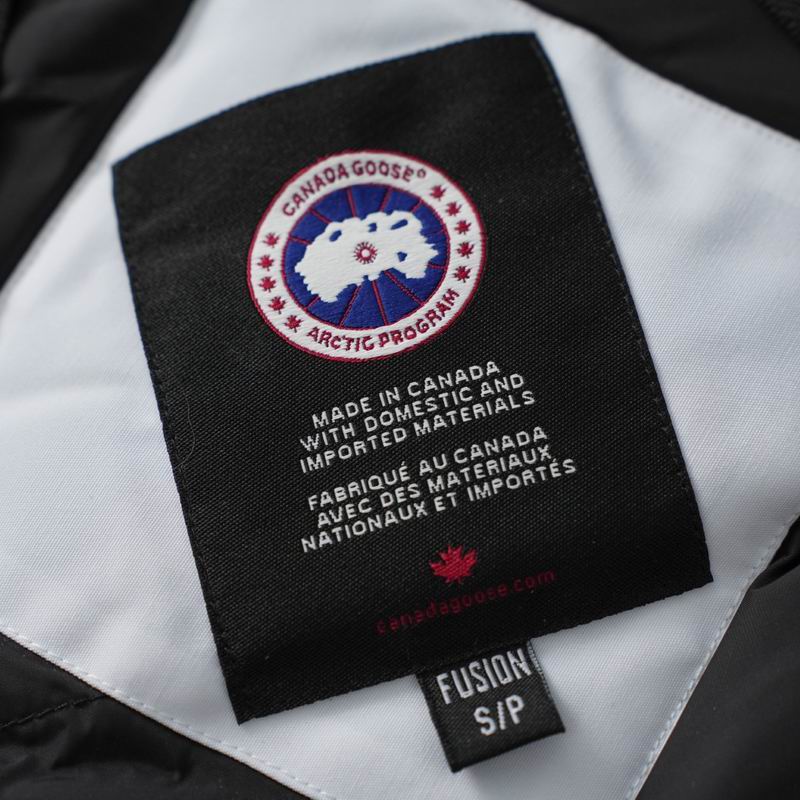 CANADA GOOSE®
ARCTIC PROGRAM
MADE IN CANADA
WITH DOMESTIC AND
IMPORTED MATERIALS
FABRIQUÉ AU CANADA
AVEC DES MATERIAUX
NATIONAUX ET IMPORTÉS
canadagoose.com
FUSION
S/P